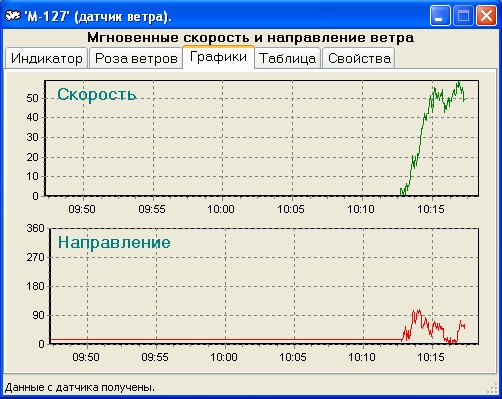 'М-127' (датчик ветра).
Мгновенные скорость и направление ветра
Индикатор Роза ветров Графики Таблица Свойства
Скорость
50
40
30
20
10
0
09:50 09:55 10:00 10:05 10:10 10:15
360
Направление
270
180
90
0
09:50 09:55 10:00 10:05 10:10 10:15
Данные с датчика получены.